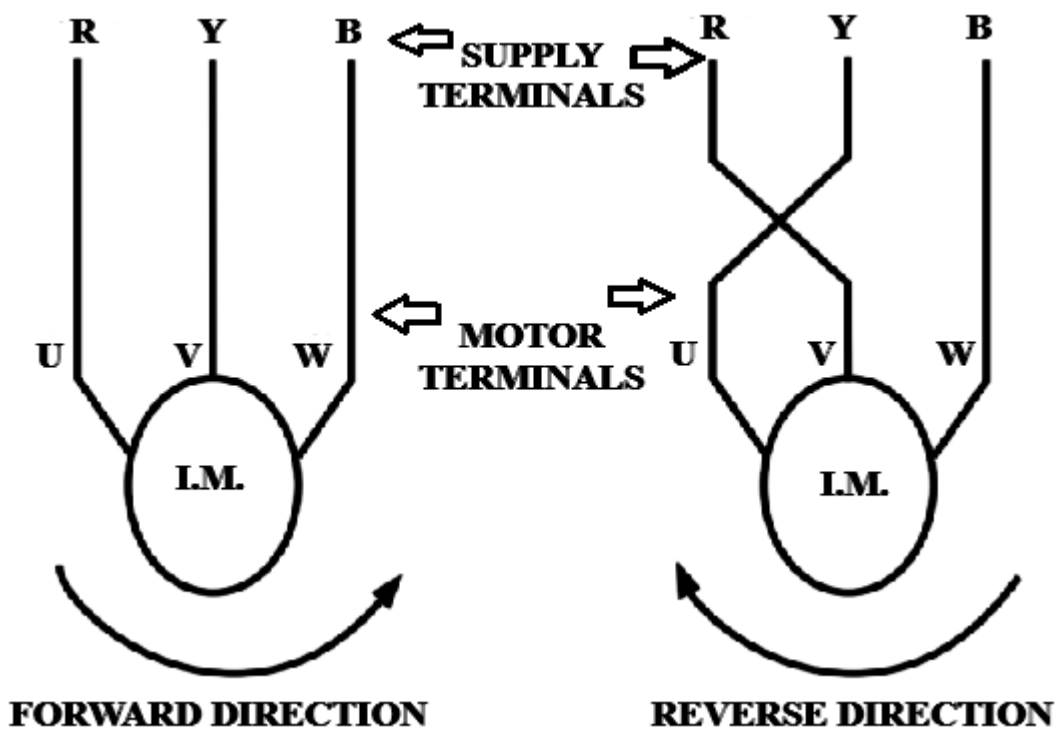 R Y B
SUPPLY
TERMINALS
R Y B
U V W
MOTOR
TERMINALS
U V W
I.M.
I.M.
FORWARD DIRECTION
REVERSE DIRECTION